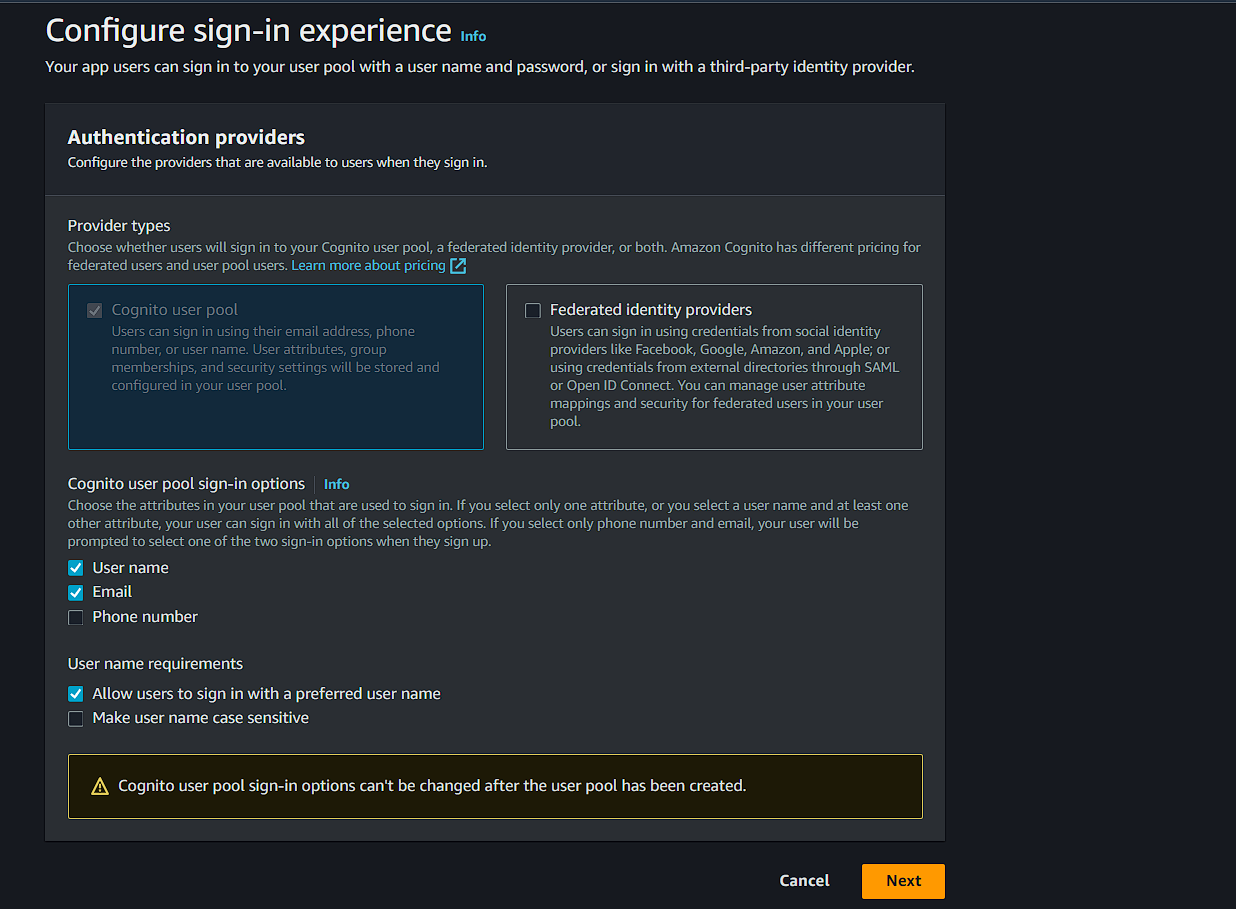 Configure sign-in experience Info
Your app users can sign in to your user pool with a user name and password, or sign in with a third-party identity provider.
Authentication providers
Configure the providers that are available to users when they sign in.
Provider types
Choose whether users will sign in to your Cognito user pool, a federated identity provider, or both. Amazon Cognito has different pricing for
federated users and user pool users. Learn more about pricing
Cognito user pool
Users can sign in using their email address, phone
number, or user name. User attributes, group
memberships, and security settings will be stored and
configured in your user pool.
Federated identity providers
Users can sign in using credentials from social identity
providers like Facebook, Google, Amazon, and Apple; or
using credentials from external directories through SAML
or Open ID Connect. You can manage user attribute
mappings and security for federated users in your user
pool.
Cognito user pool sign-in options Info
Choose the attributes in your user pool that are used to sign in. If you select only one attribute, or you select a user name and at least one
other attribute, your user can sign in with all of the selected options. If you select only phone number and email, your user will be
prompted to select one of the two sign-in options when they sign up.
User name
Email
Phone number
User name requirements
Allow users to sign in with a preferred user name
Make user name case sensitive
Cognito user pool sign-in options can't be changed after the user pool has been created.
Cancel
Next